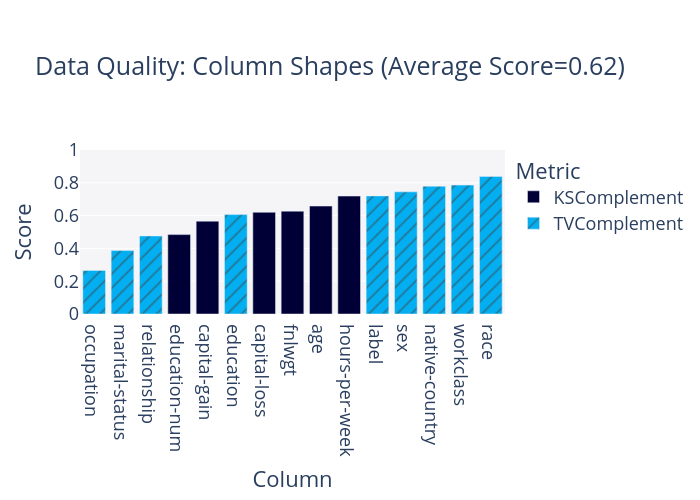 Data Quality: Column Shapes (Average Score=0.62)
1
0.8
0.6
0.4
0.2
0
Score
occupation
marital-status
relationship
education-num
capital-gain
education
capital-loss
fnlwgt
age
hours-per-week
label
sex
native-country
workclass
race
Column
Metric
KSComplement
TVComplement